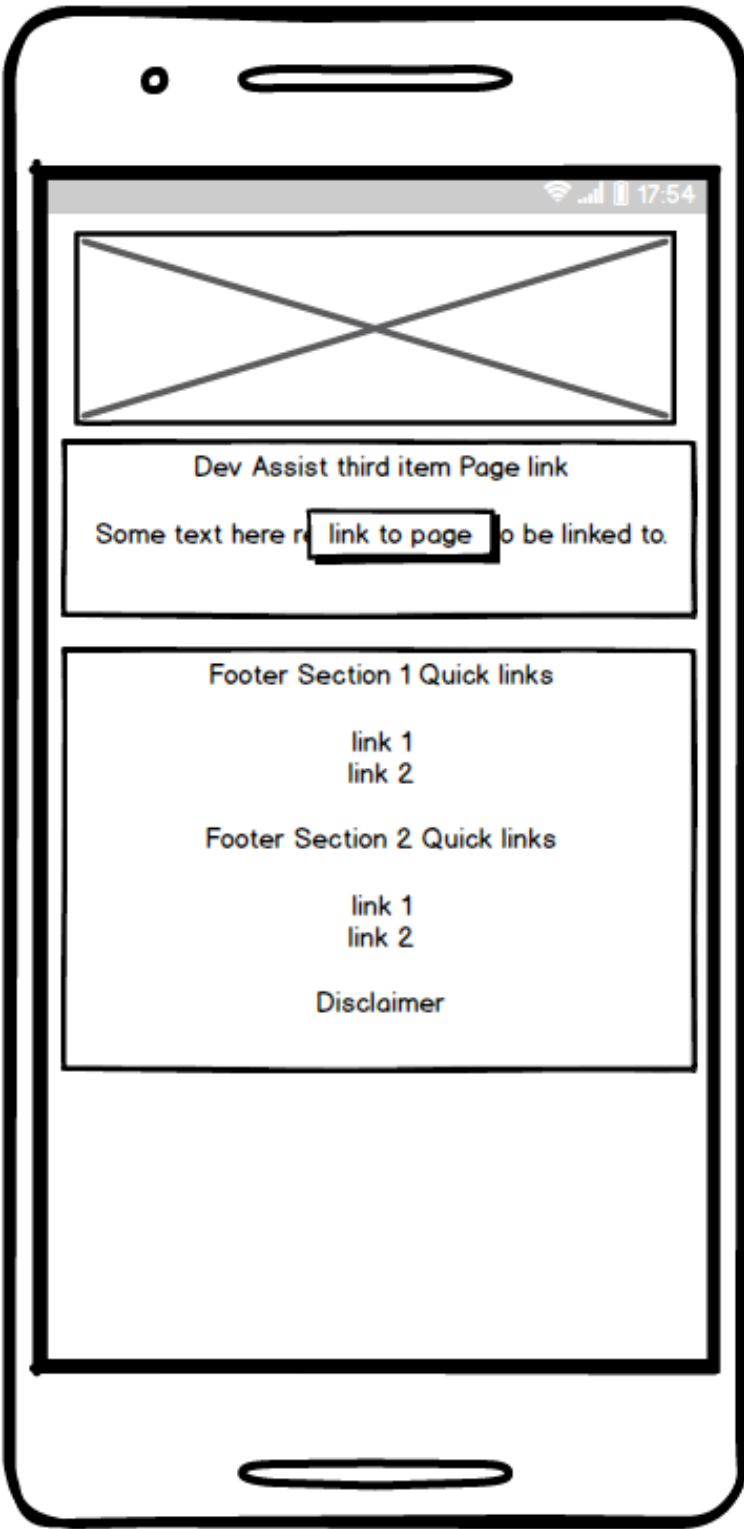 17:54
Dev Assist third item Page link
Some text here link to page be linked to.
Footer Section 1 Quick links
link 1
link 2
Footer Section 2 Quick links
link 1
link 2
Disclaimer